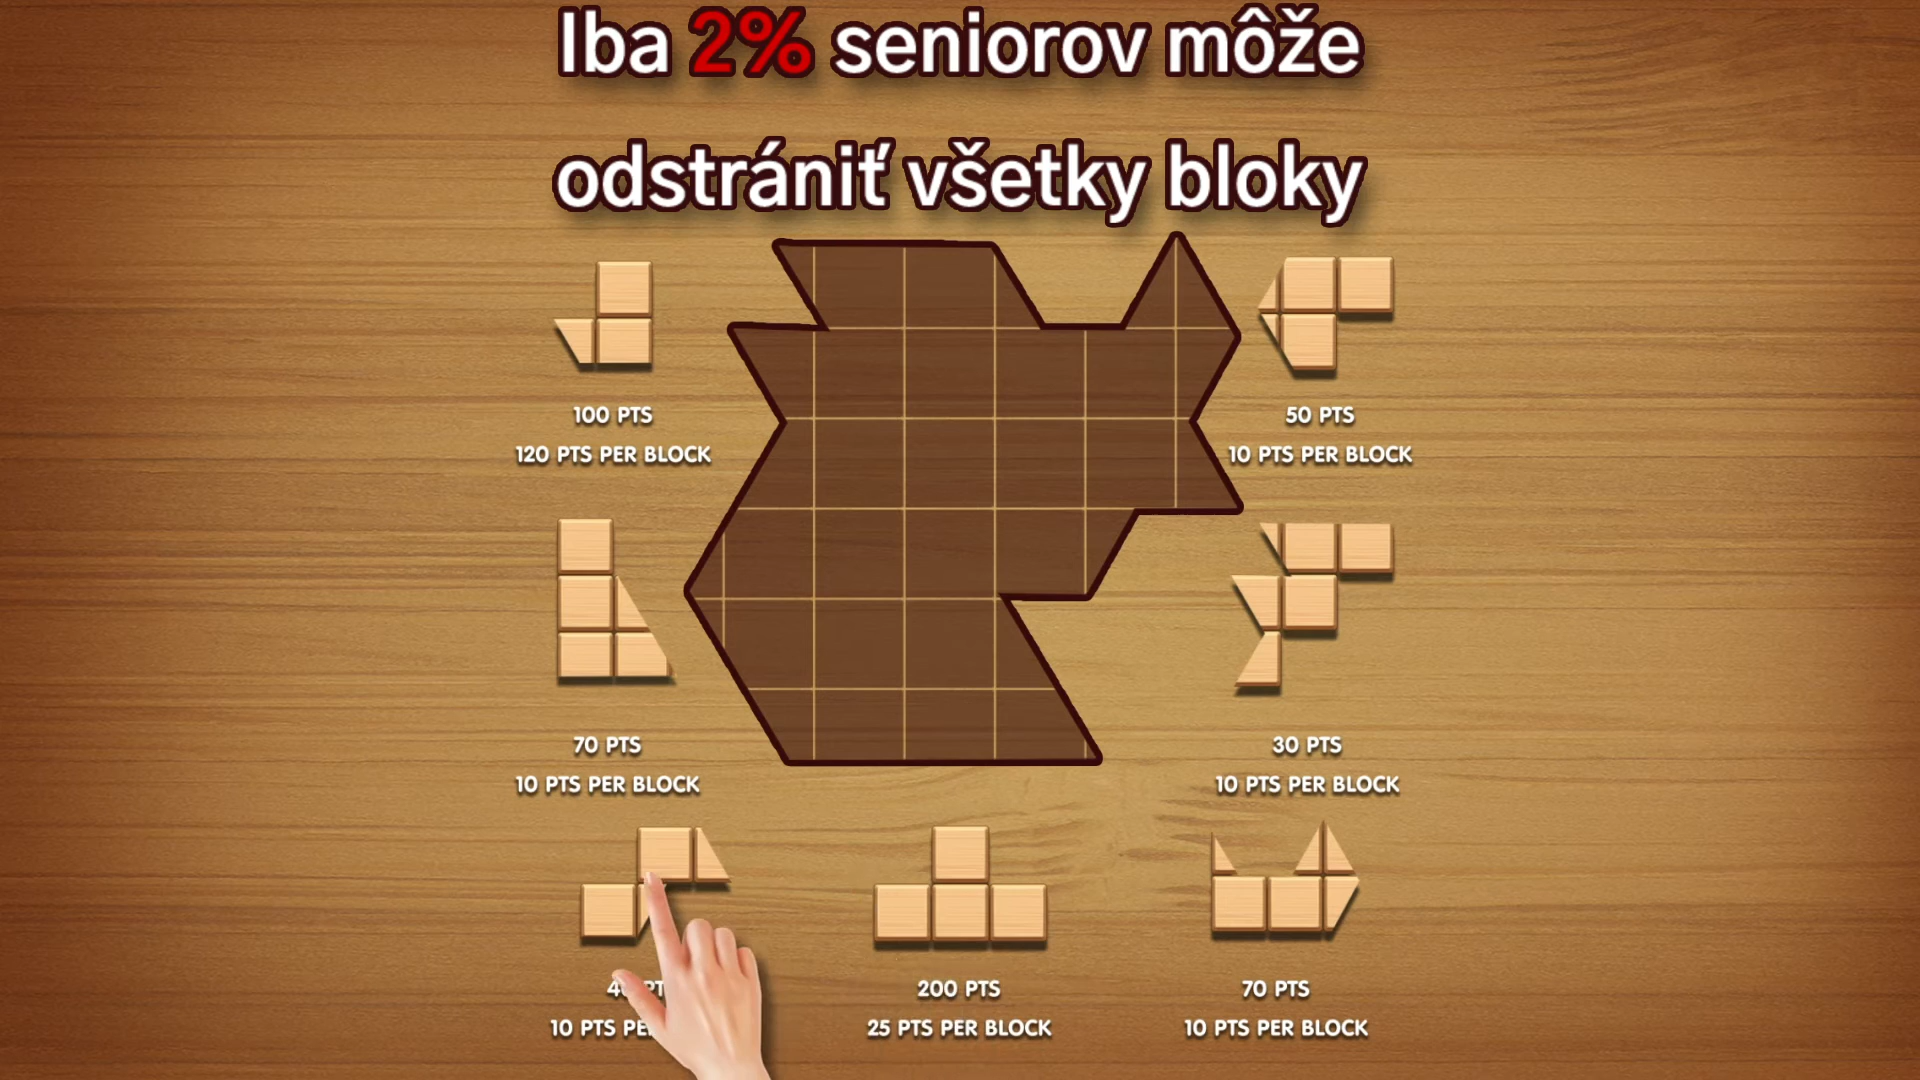 Iba 2% seniorov môže
odstrániť všetky bloky
100 PTS
120 PTS PER BLOCK
50 PTS
10 PTS PER BLOCK
70 PTS
10 PTS PER BLOCK
30 PTS
10 PTS PER BLOCK
200 PTS
25 PTS PER BLOCK
70 PTS
10 PTS PER BLOCK
10 PTS